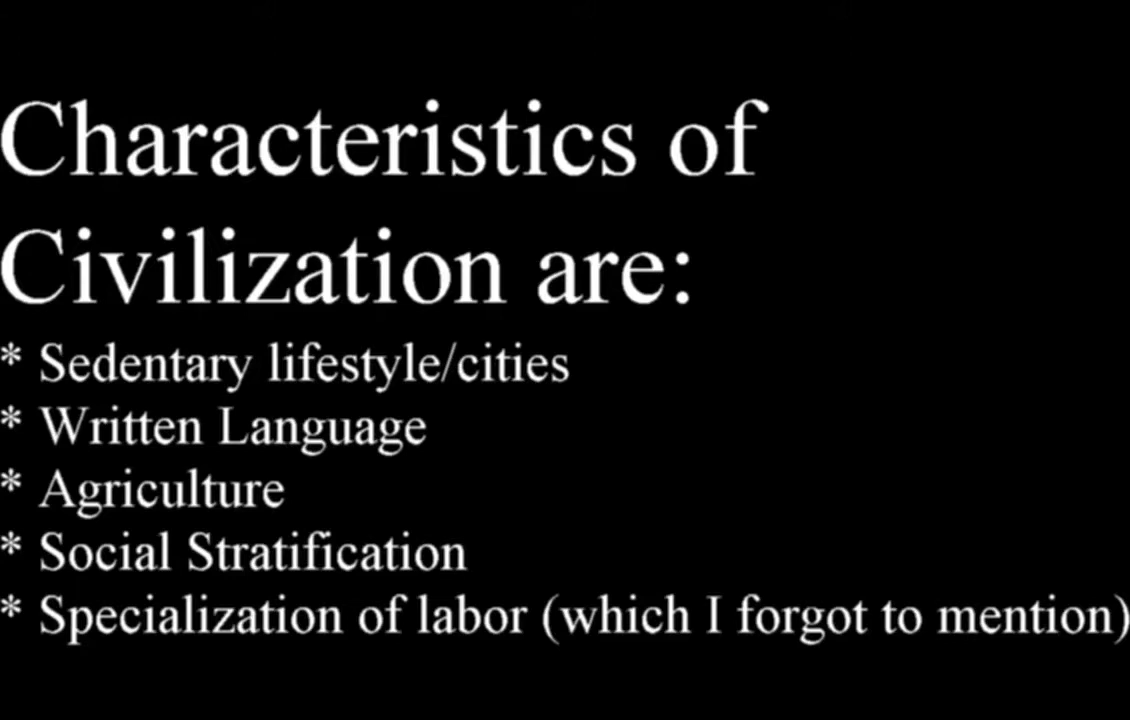 Characteristics of
Civilization are:
* Sedentary lifestyle/cities
* Written Language
* Agriculture
* Social Stratification
* Specialization of labor (which I forgot to mention)